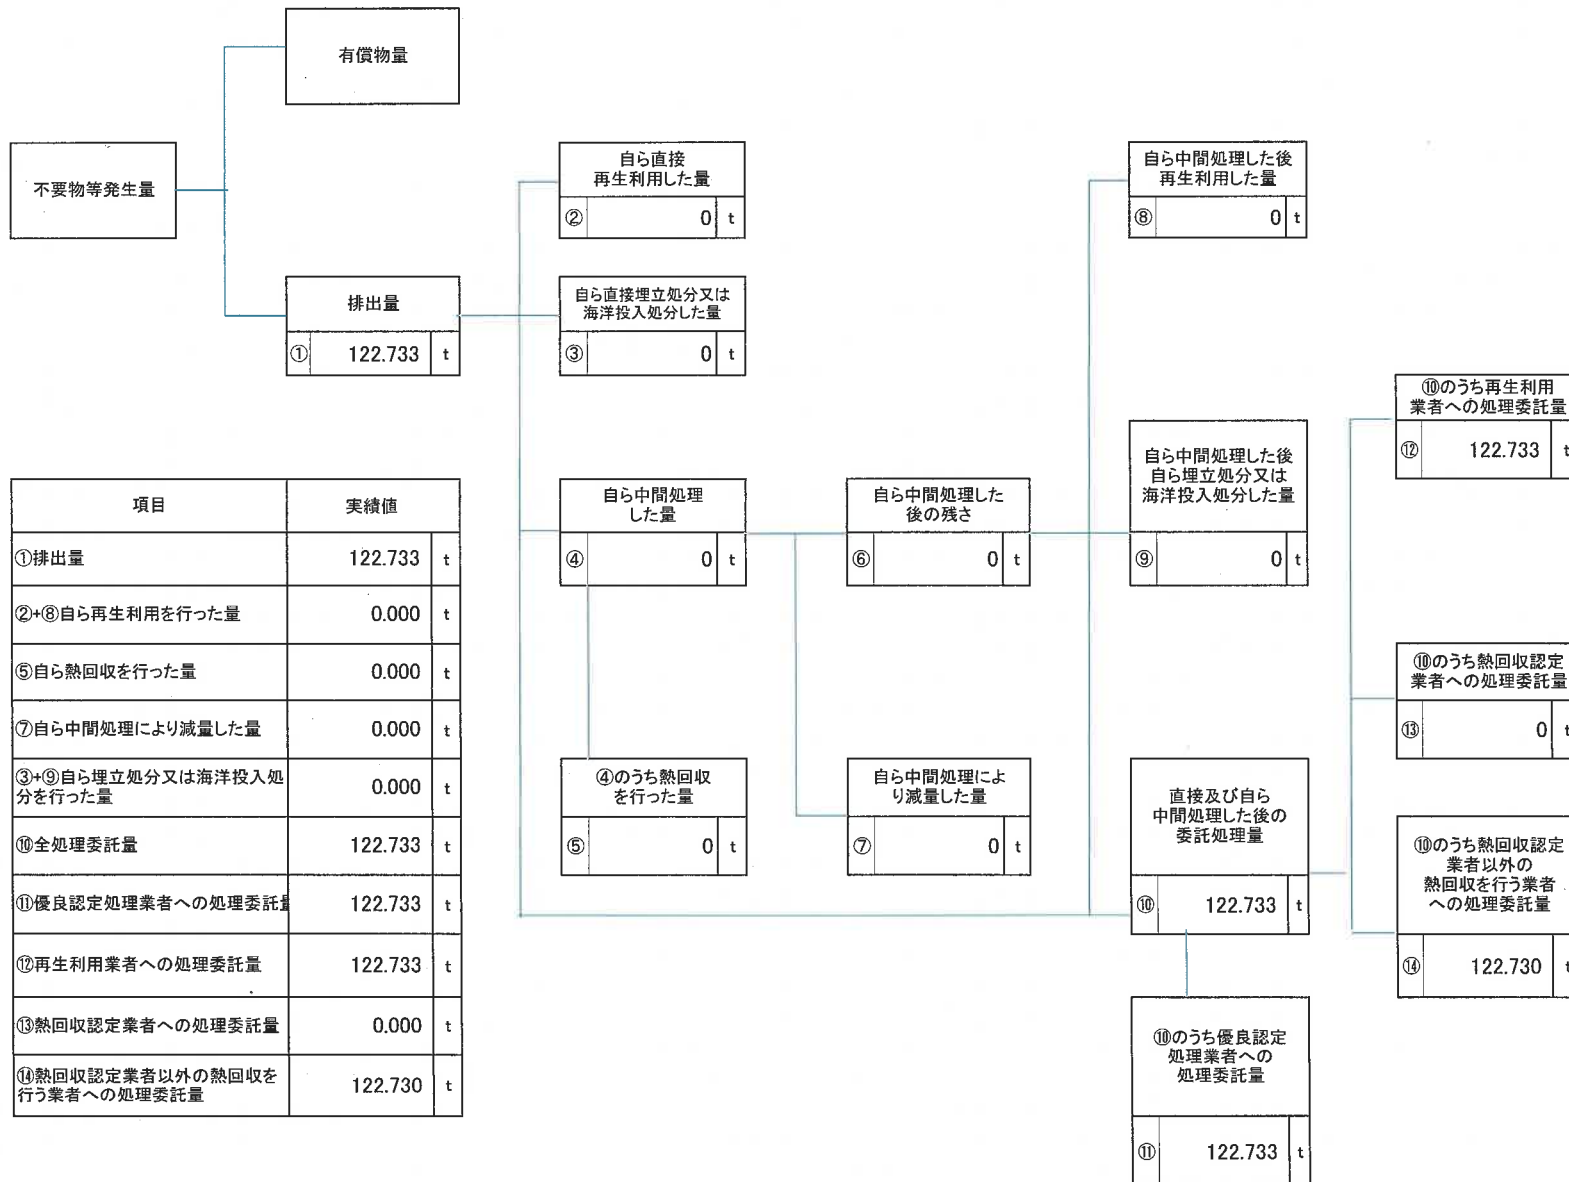 有償物量
不要物等発生量
排出量
① 122.733 t
自ら直接
再生利用した量
② 0 t
自ら直接埋立処分又は
海洋投入処分した量
③ 0 t
自ら中間処理
した量
④ 0 t
④のうち熱回収
を行った量
⑤ 0 t
自ら中間処理した
後の残さ
⑥ 0 t
自ら中間処理によ
り減量した量
⑦ 0 t
自ら中間処理した後
再生利用した量
⑧ 0 t
自ら中間処理した後
自ら埋立処分又は
海洋投入処分した量
⑨ 0 t
直接及び自ら
中間処理した後の
委託処理量
⑩ 122.733 t
⑩のうち優良認定
処理業者への
処理委託量
⑪ 122.733 t
⑩のうち再生利用
業者への処理委託量
⑫ 122.733 t
⑩のうち熱回収認定
業者への処理委託量
⑬ 0 t
⑩のうち熱回収認定
業者以外の
熱回収を行う業者
への処理委託量
⑭ 122.730 t
項目 実績値
①排出量 122.733 t
②+⑧自ら再生利用を行った量 0.000 t
⑤自ら熱回収を行った量 0.000 t
⑦自ら中間処理により減量した量 0.000 t
③+⑨自ら埋立処分又は海洋投入処
分を行った量 0.000 t
⑩全処理委託量 122.733 t
⑪優良認定処理業者への処理委託量 122.733 t
⑫再生利用業者への処理委託量 122.733 t
⑬熱回収認定業者への処理委託量 0.000 t
⑭熱回収認定業者以外の熱回収を
行う業者への処理委託量 122.730 t